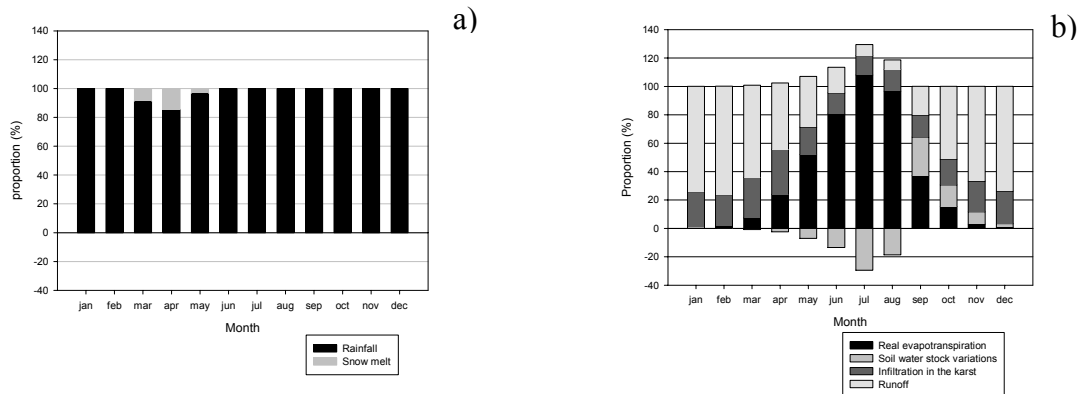 a)
140
120
100
80
60
40
20
0
-20
-40
proportion (%)
jan feb mar apr may jun jul aug sep oct nov dec
Month
Rainfall
Snow melt
b)
140
120
100
80
60
40
20
0
-20
-40
Proportion (%)
jan feb mar apr may jun jul aug sep oct nov dec
Month
Real evapotranspiration
Soil water stock variations
Infiltration in the karst
Runoff